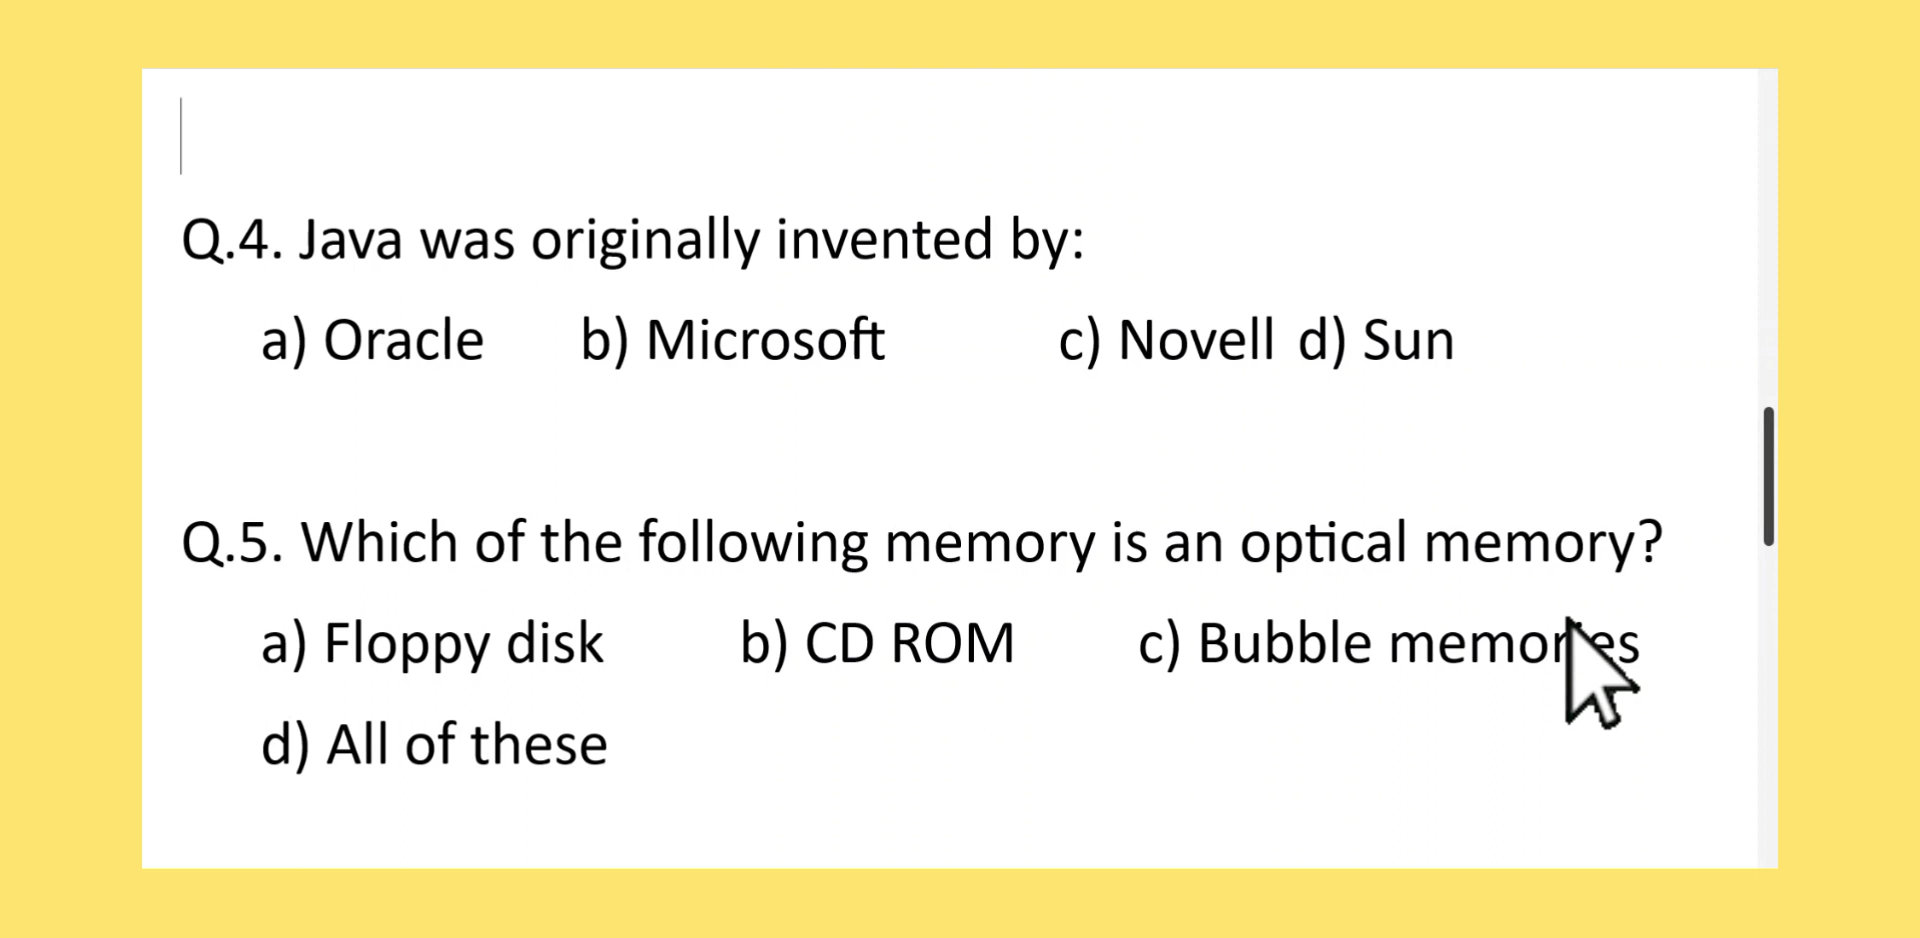 Q.4. Java was originally invented by:
a) Oracle b) Microsoft c) Novell d) Sun
Q.5. Which of the following memory is an optical memory?
a) Floppy disk b) CD ROM c) Bubble memories
d) All of these